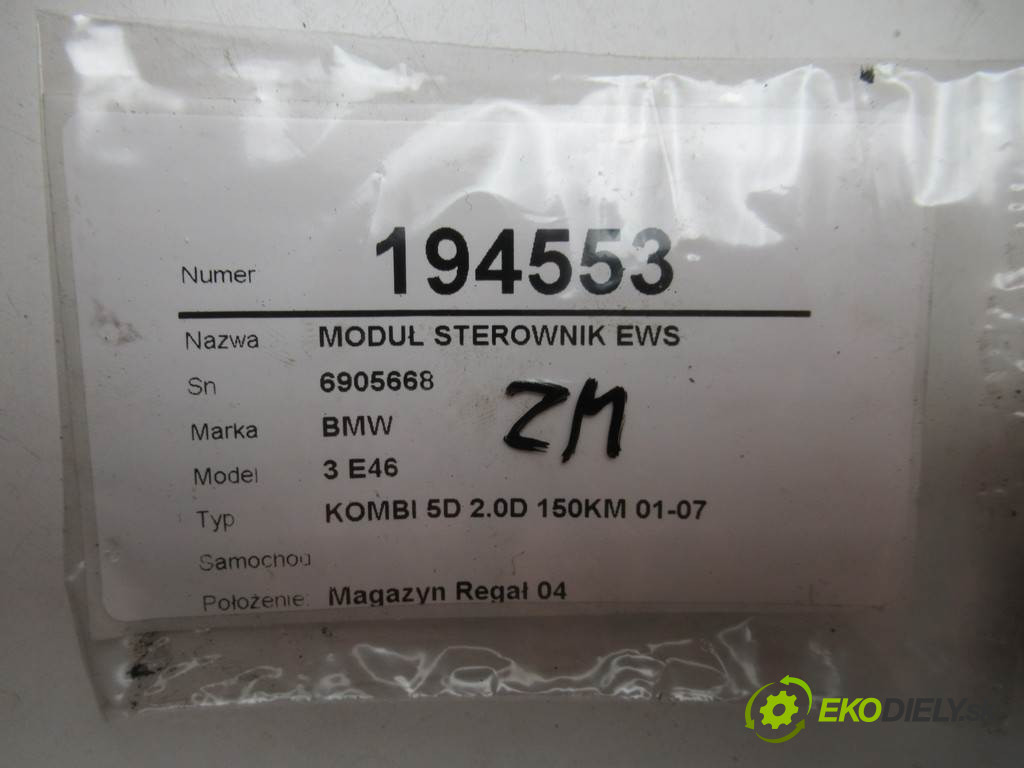 Numer 194553
Nazwa MODUŁ STEROWNIK EWS
Sn 6905668
ZM
Marka BMW
Model 3 E46
Typ KOMBI 5D 2.0D 150KM 01-07
Samochod
Położenie: Magazyn Regał 04
EKODIELY.sk